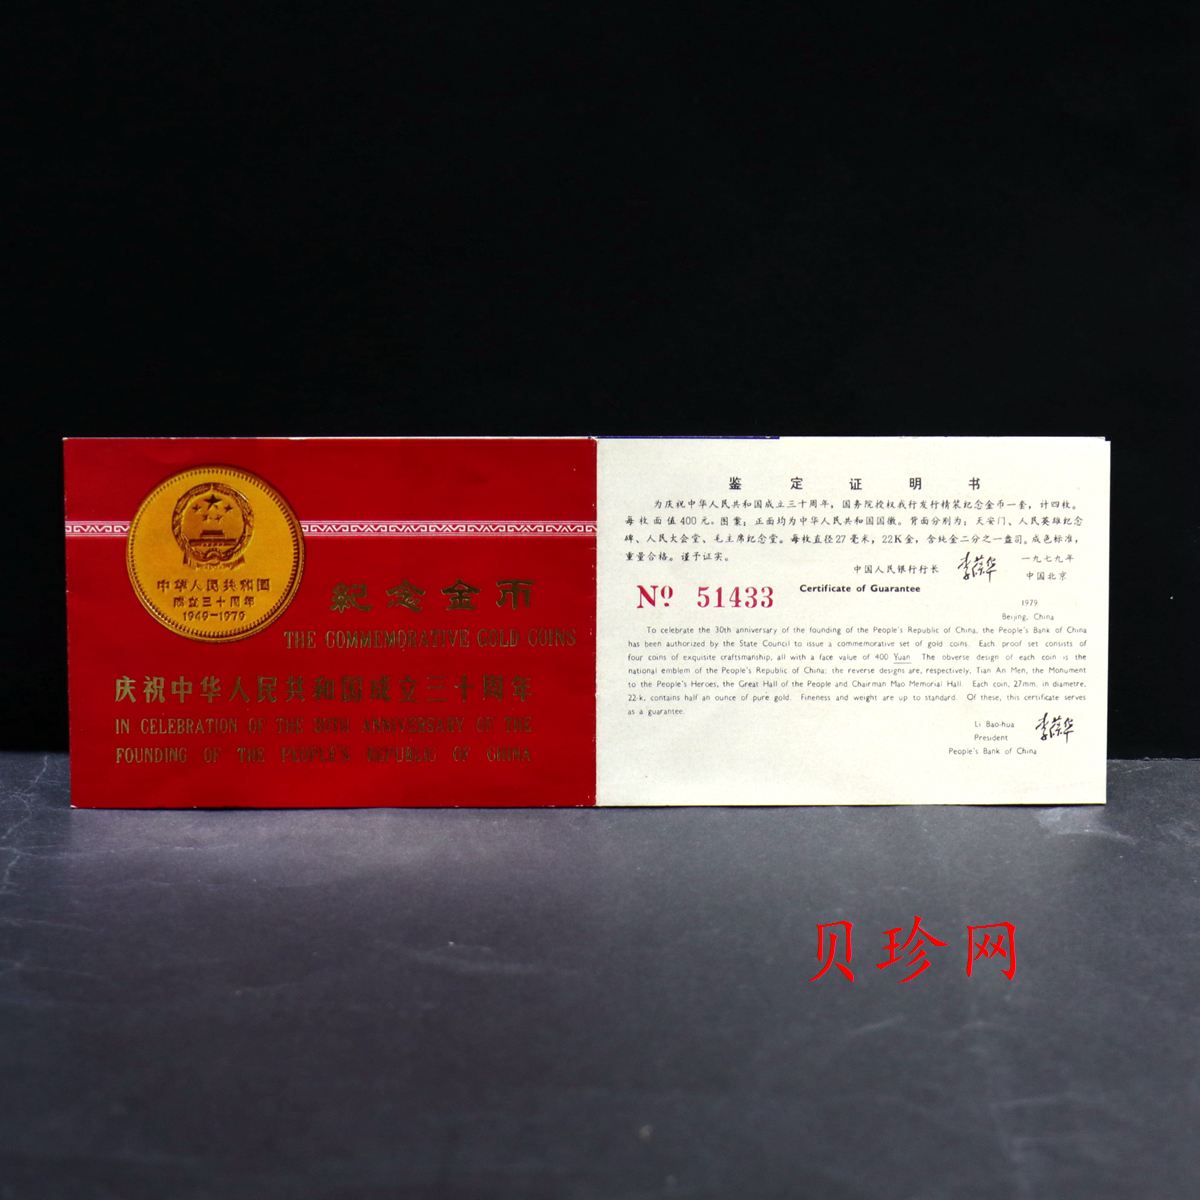 中华人民共和国
成立三十周年
1949-1979
紀念金币
THE COMMEMORATIVE GOLD COINS
庆祝中华人民共和国成立三十周年
IN CELEBRATION OF THE 30TH ANNIVERSARY OF THE
FOUNDING OF THE PEOPLE'S REPUBLIC OF CHINA
鉴定证明书
为庆祝中华人民共和国成立三十周年，国务院授权我行发行精装纪念金币一套，计四枚。
每枚面值400元。图案：正面均为中华人民共和国国徽。背面分别为：天安门、人民英雄纪念
碑、人民大会堂、毛主席纪念堂。每枚直径27毫米，22K金，含纯金二分之一盎司。成色标准，
重量合格。谨予证实。
一九七九年
中国人民银行行长 李葆华
中国北京
Nº 51433
Certificate of Guarantee
1979
Beijing, China
To celebrate the 30th anniversary of the founding of the People's Republic of China, the People's Bank of China
has been authorized by the State Council to issue a commemorative set of gold coins. Each proof set consists of
four coins of exquisite craftsmanship, all with a face value of 400 Yuan. The obverse design of each coin is the
national emblem of the People's Republic of China; the reverse designs are, respectively, Tian An Men, the Monument
to the People's Heroes, the Great Hall of the People and Chairman Mao Memorial Hall. Each coin, 27mm. in diametre,
22-k, contains half an ounce of pure gold. Fineness and weight are up to standard. Of these, this certificate serves
as a guarantee.
Li Bao-hua 李葆华
President
People's Bank of China
贝珍网